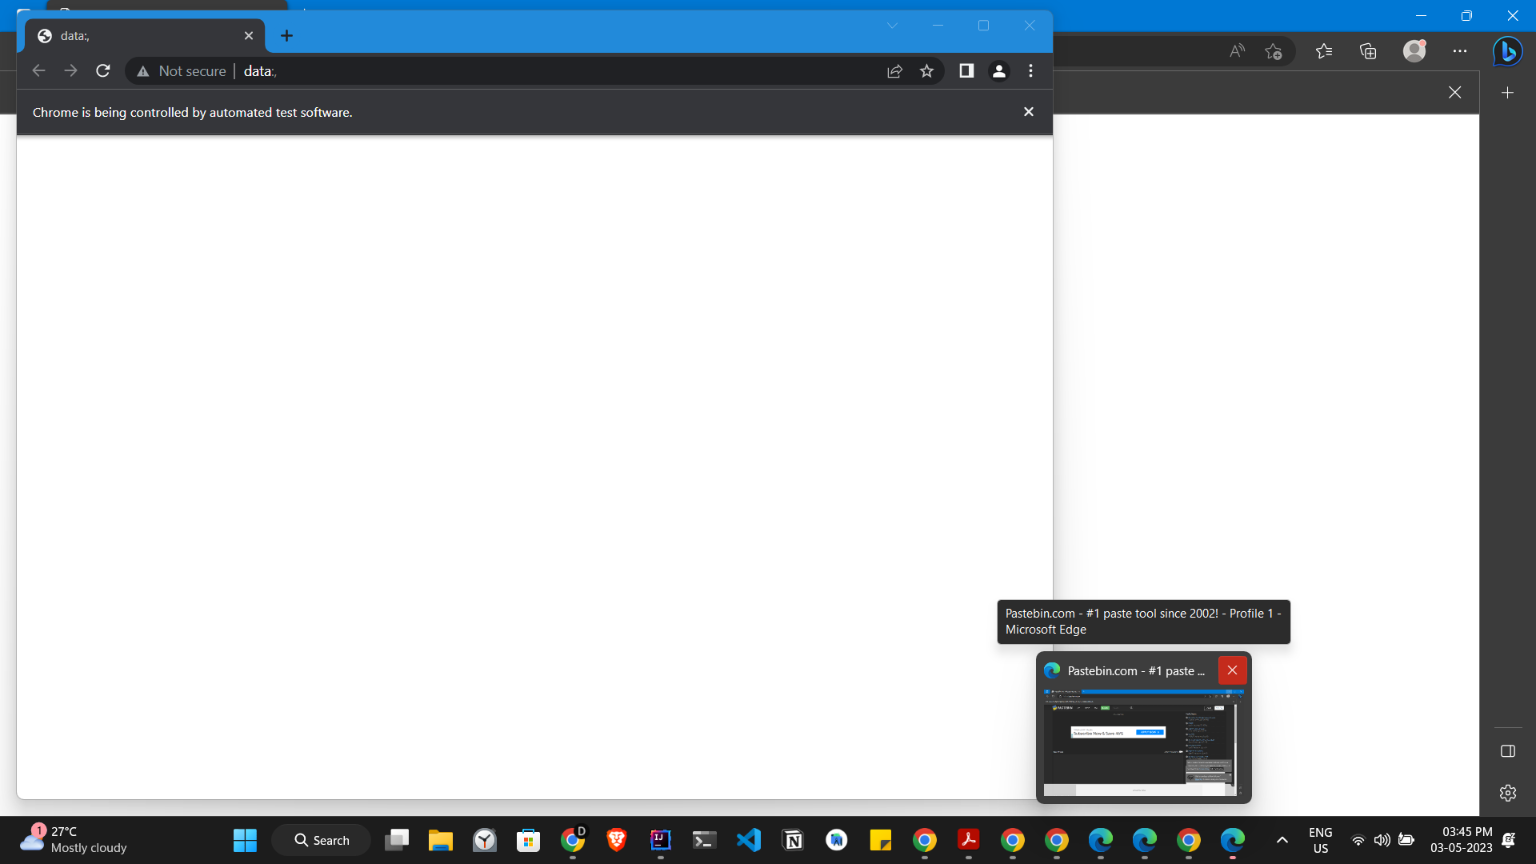 data:,
Not secure
data:,
Chrome is being controlled by automated test software.
Pastebin.com - #1 paste tool since 2002! - Profile 1 -
Microsoft Edge
Pastebin.com - #1 paste ...
1
27°C
Mostly cloudy
Search
D
ENG
US
03:45 PM
03-05-2023